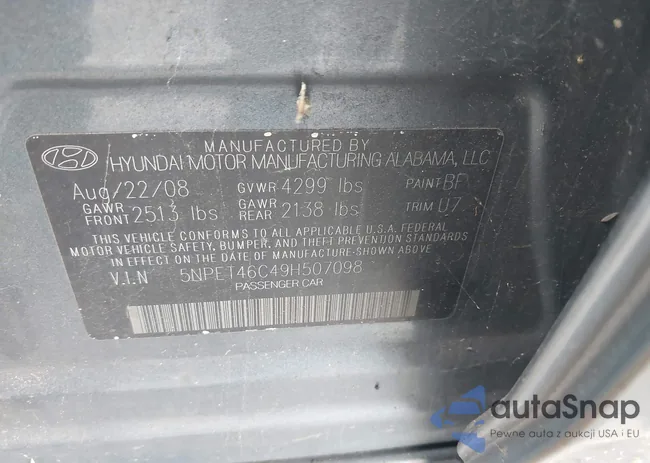 MANUFACTURED BY
HYUNDAI MOTOR MANUFACTURING ALABAMA, LLC
Aug/22/08 GVWR 4299 lbs PAINT BF
GAWR FRONT 2513 lbs GAWR REAR 2138 lbs TRIM U7
THIS VEHICLE CONFORMS TO ALL APPLICABLE U.S.A. FEDERAL
MOTOR VEHICLE SAFETY, BUMPER, AND THEFT PREVENTION STANDARDS
IN EFFECT ON THE DATE OF MANUFACTURE-SHOWN ABOVE
V.I.N 5NPET46C49H507098
PASSENGER CAR
autoSnap
Pewne auta z aukcji USA i EU